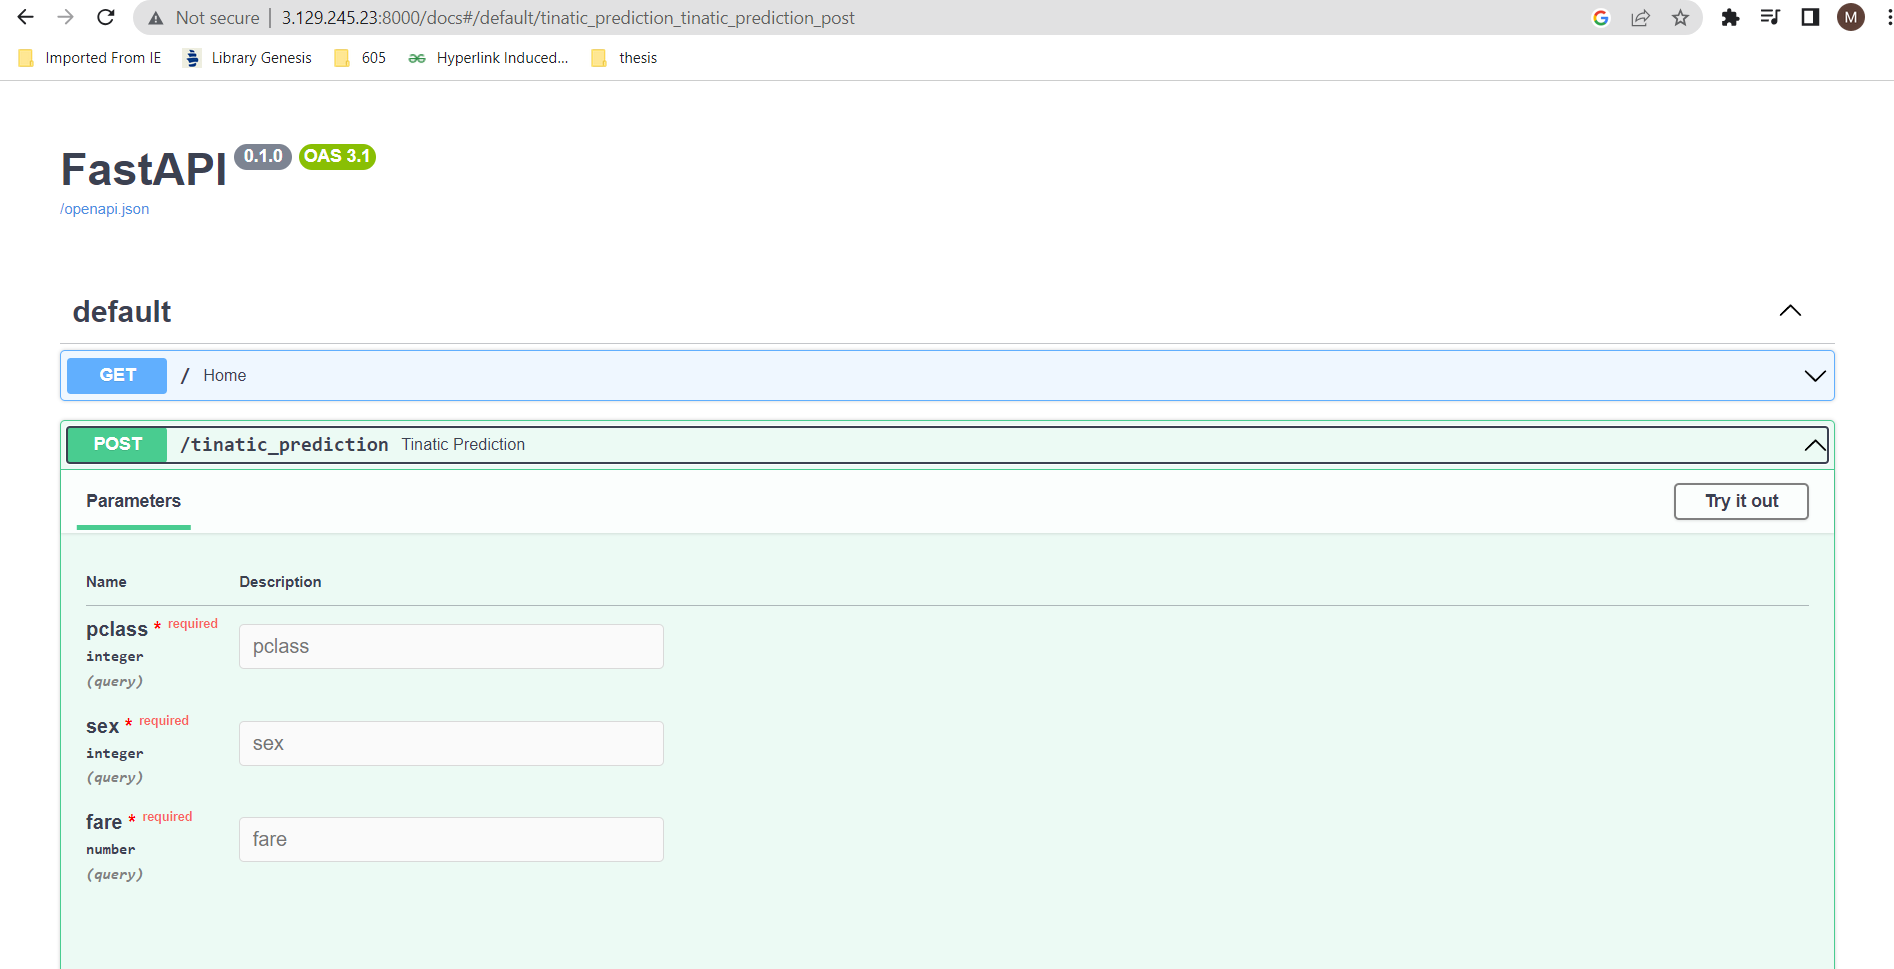 Not secure | 3.129.245.23:8000/docs#/default/tinatic_prediction_tinatic_prediction_post
G
M
Imported From IE Library Genesis 605 Hyperlink Induced... thesis
FastAPI 0.1.0 OAS 3.1
/openapi.json
default
GET / Home
POST /tinatic_prediction Tinatic Prediction
Parameters Try it out
Name Description
pclass * required
pclass
integer
(query)
sex * required
sex
integer
(query)
fare * required
fare
number
(query)